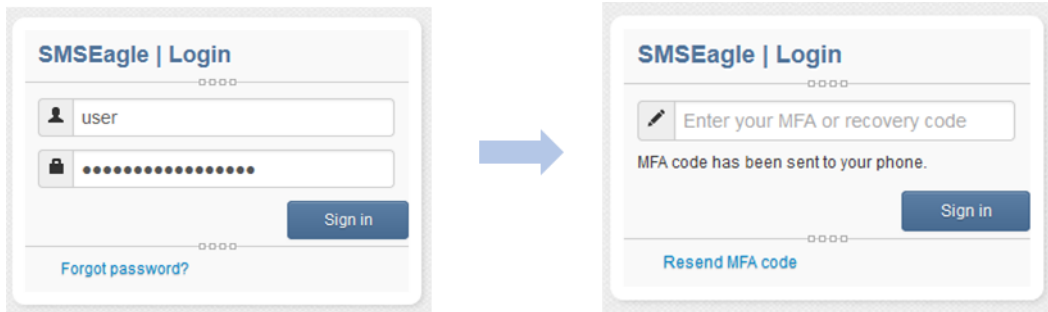 SMSEagle | Login
user
•••••••••••••••••
Sign in
Forgot password?
SMSEagle | Login
Enter your MFA or recovery code
MFA code has been sent to your phone.
Sign in
Resend MFA code